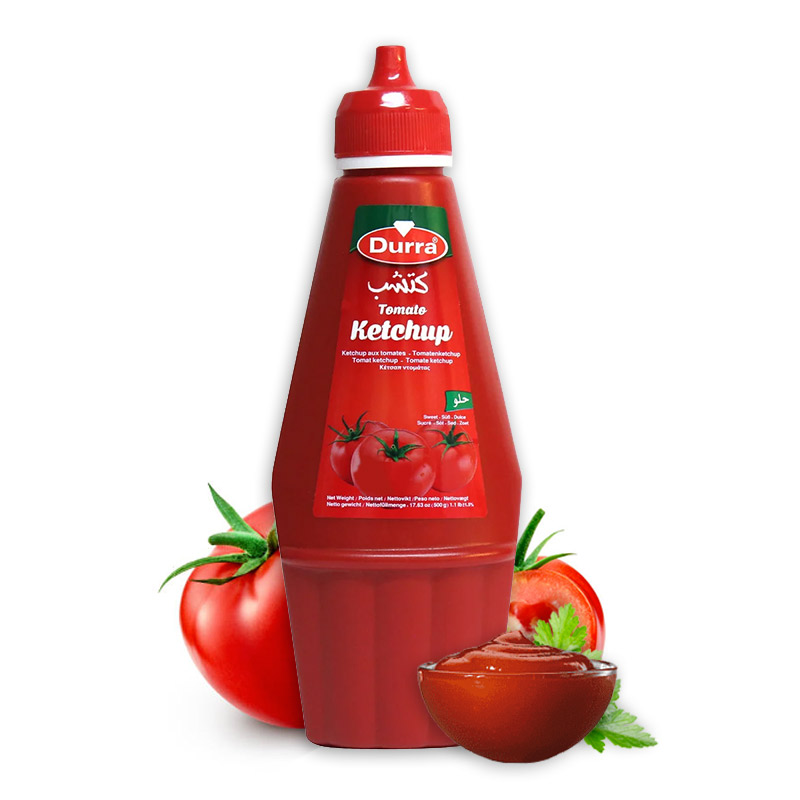 Durra®
كتشب
Tomato
Ketchup
Ketchup aux tomates - Tomatenketchup
Tomat ketchup - Tomate ketchup
Κέτσαπ ντομάτας
حلو
Sweet - Süß - Dulce
Sucré - Söt - Sød - Zoet
Net Weight / Poids net / Nettovikt / Peso neto / Nettovægt
Netto gewicht / Nettofüllmenge : 17.63 oz (500 g) 1.1 lb